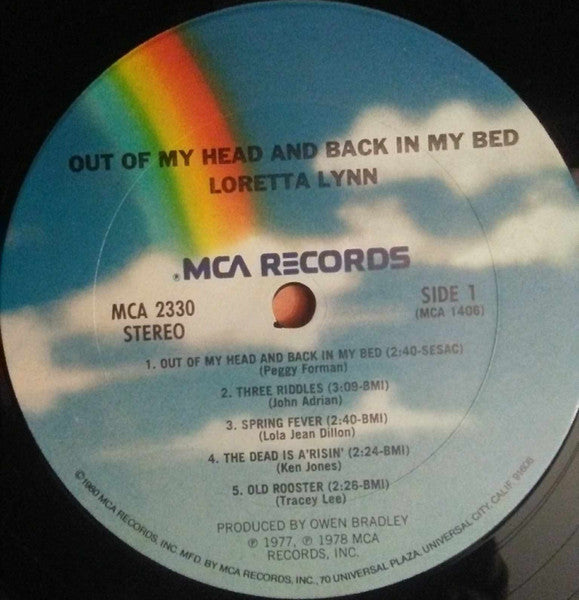 OUT OF MY HEAD AND BACK IN MY BED
LORETTA LYNN
®MCA RECORDS
MCA 2330
STEREO
SIDE 1
(MCA 1406)
1. OUT OF MY HEAD AND BACK IN MY BED (2:40-SESAC)
(Peggy Forman)
2. THREE RIDDLES (3:09-BMI)
(John Adrian)
3. SPRING FEVER (2:40-BMI)
(Lola Jean Dillon)
4. THE DEAD IS A'RISIN' (2:24-BMI)
(Ken Jones)
5. OLD ROOSTER (2:26-BMI)
(Tracey Lee)
PRODUCED BY OWEN BRADLEY
℗ 1977, ℗ 1978 MCA
RECORDS, INC.
©1980 MCA RECORDS, INC. MFD. BY MCA RECORDS, INC., 70 UNIVERSAL PLAZA, UNIVERSAL CITY, CALIF. 91608